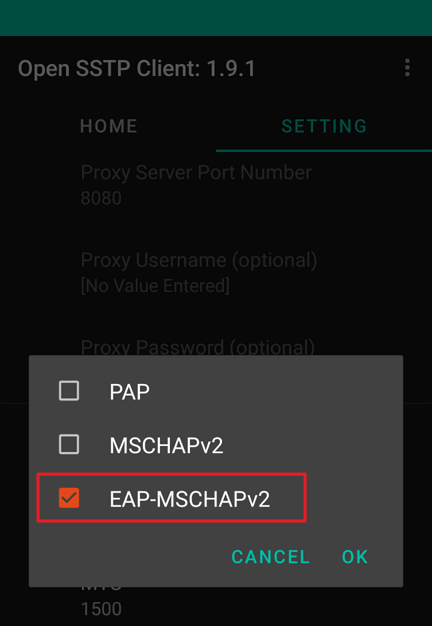 Open SSTP Client: 1.9.1
HOME
SETTING
Proxy Server Port Number
8080
Proxy Username (optional)
[No Value Entered]
Proxy Password (optional)
PAP
MSCHAPv2
EAP-MSCHAPv2
CANCEL
OK
1500